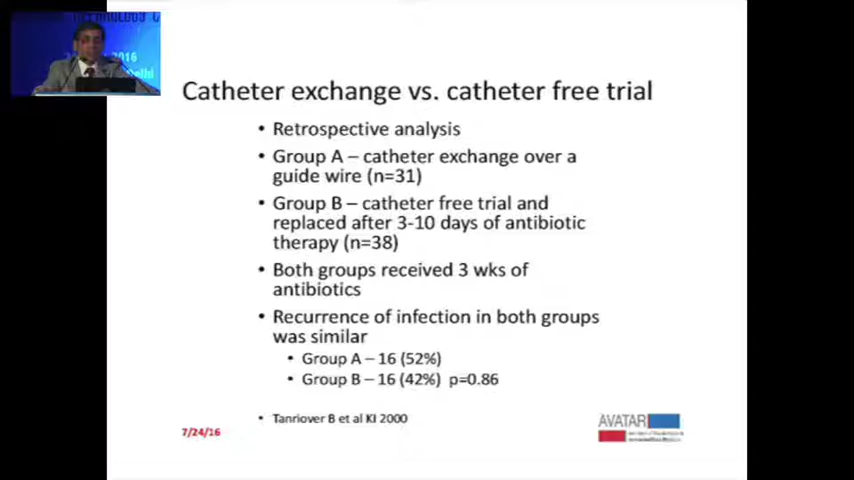 TECHNOLOGY C
2016
Delhi
Catheter exchange vs. catheter free trial
• Retrospective analysis
• Group A – catheter exchange over a
guide wire (n=31)
• Group B – catheter free trial and
replaced after 3-10 days of antibiotic
therapy (n=38)
• Both groups received 3 wks of
antibiotics
• Recurrence of infection in both groups
was similar
• Group A – 16 (52%)
• Group B – 16 (42%) p=0.86
• Tanriover B et al KI 2000
7/24/16
AVATAR